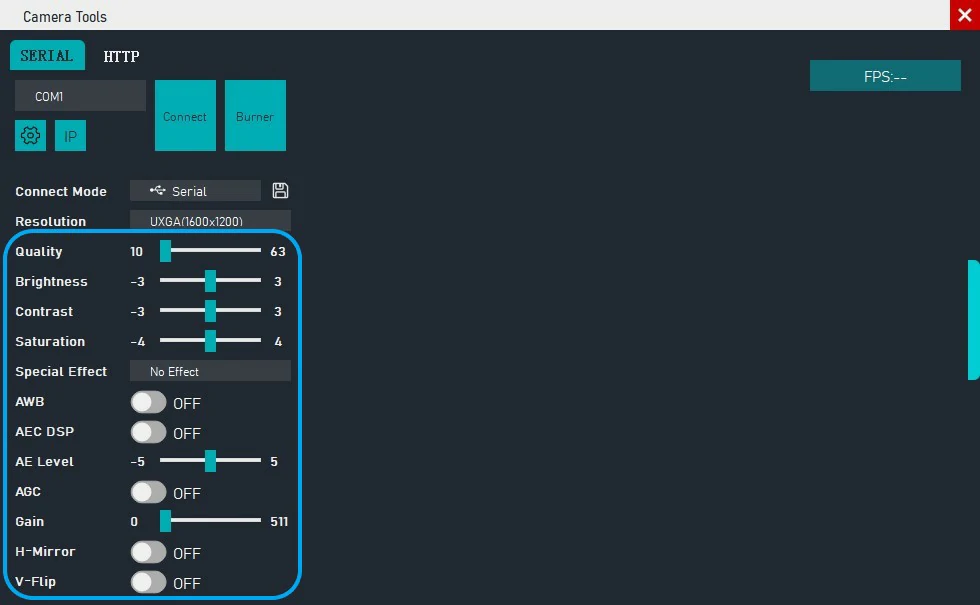 Camera Tools
SERIAL HTTP
COM1 Connect Burner FPS:--
IP
Connect Mode Serial
Resolution UXGA(1600x1200)
Quality 10 63
Brightness -3 3
Contrast -3 3
Saturation -4 4
Special Effect No Effect
AWB OFF
AEC DSP OFF
AE Level -5 5
AGC OFF
Gain 0 511
H-Mirror OFF
V-Flip OFF